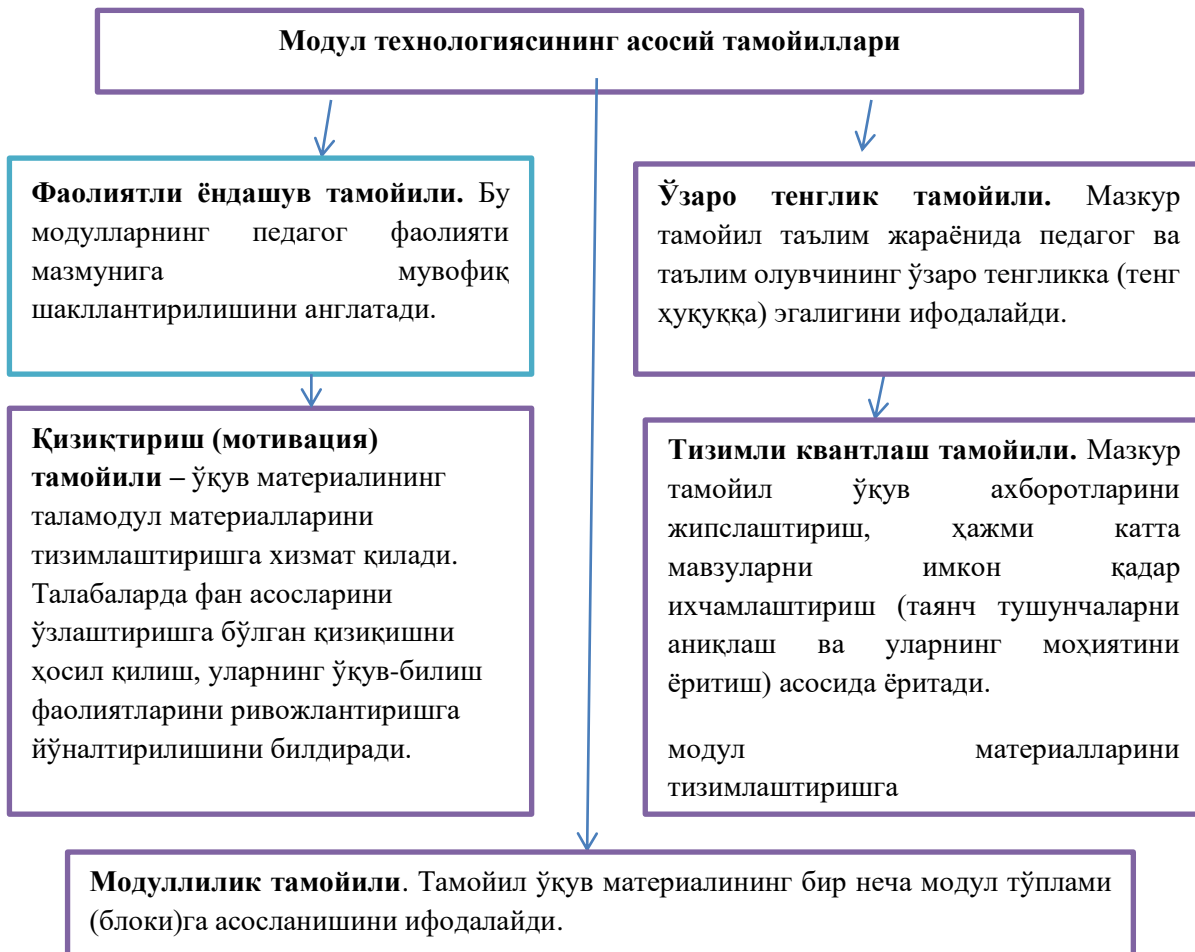 Модул технологиясининг асосий тамойиллари
Фаолиятли ёндашув тамойили. Бу
модулларнинг педагог фаолияти
мазмунига мувофиқ
шакллантирилишини англатади.
Ўзаро тенглик тамойили. Мазкур
тамойил таълим жараёнида педагог ва
таълим олувчининг ўзаро тенгликка (тенг
ҳуқуққа) эгалигини ифодалайди.
Қизиқтириш (мотивация)
тамойили – ўқув материалининг
таламодул материалларини
тизимлаштиришга хизмат қилади.
Талабаларда фан асосларини
ўзлаштиришга бўлган қизиқишни
ҳосил қилиш, уларнинг ўқув-билиш
фаолиятларини ривожлантиришга
йўналтирилишини билдиради.
Тизимли квантлаш тамойили. Мазкур
тамойил ўқув ахборотларини
жипслаштириш, ҳажми катта
мавзуларни имкон қадар
ихчамлаштириш (таянч тушунчаларни
аниқлаш ва уларнинг моҳиятини
ёритиш) асосида ёритади.
модул материалларини
тизимлаштиришга
Модуллилик тамойили. Тамойил ўқув материалининг бир неча модул тўплами
(блоки)га асосланишини ифодалайди.